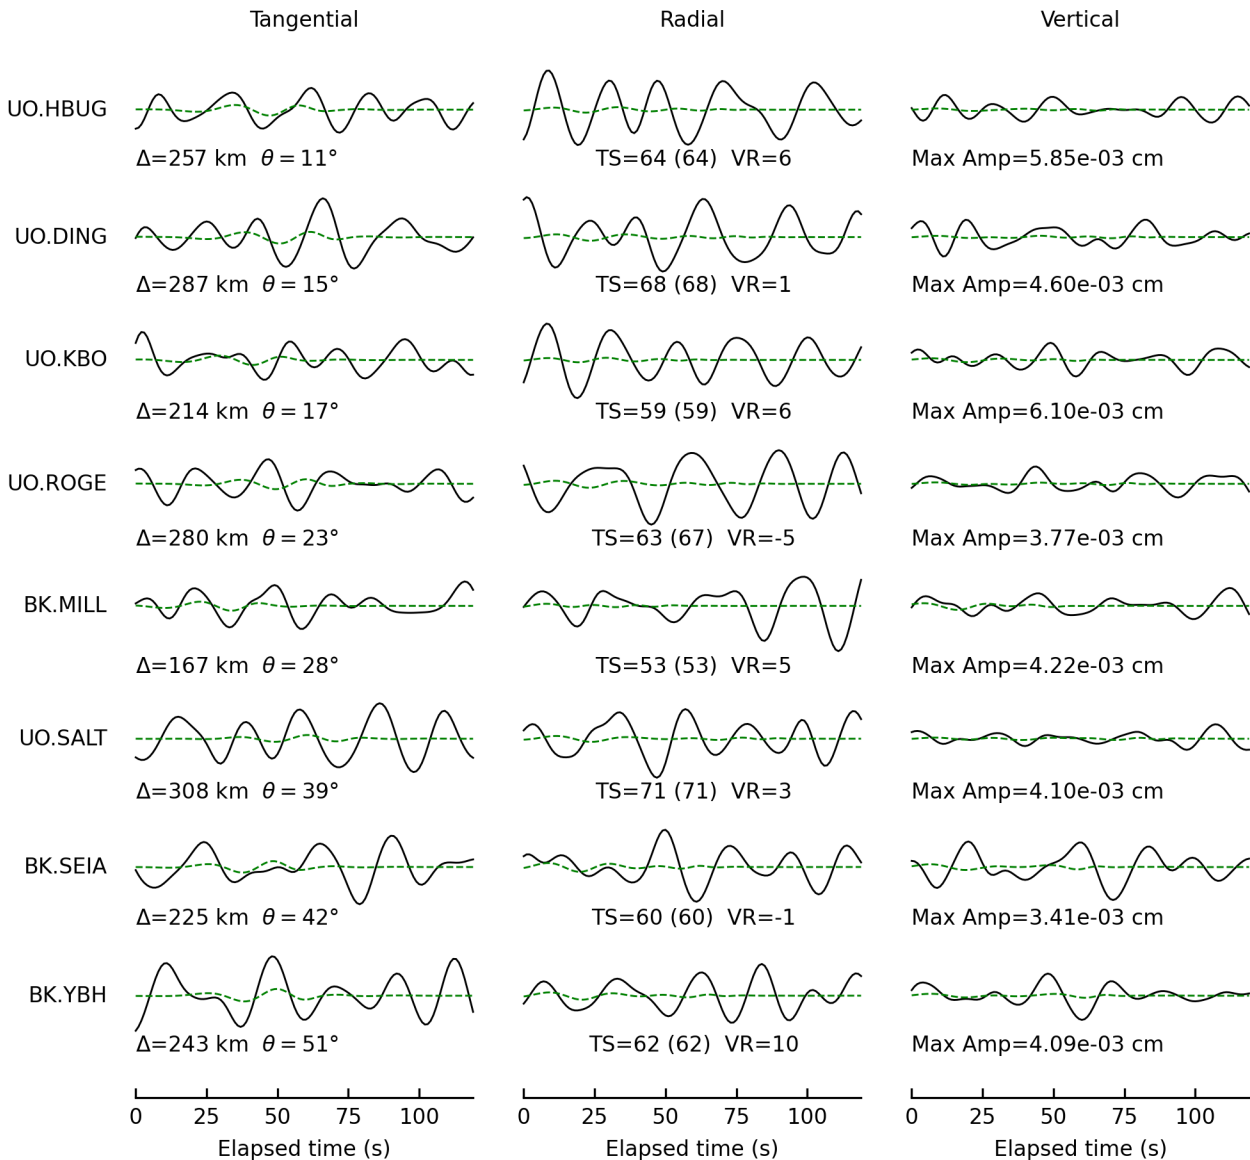 Tangential Radial Vertical
UO.HBUG
Δ=257 km θ = 11° TS=64 (64) VR=6 Max Amp=5.85e-03 cm
UO.DING
Δ=287 km θ = 15° TS=68 (68) VR=1 Max Amp=4.60e-03 cm
UO.KBO
Δ=214 km θ = 17° TS=59 (59) VR=6 Max Amp=6.10e-03 cm
UO.ROGE
Δ=280 km θ = 23° TS=63 (67) VR=-5 Max Amp=3.77e-03 cm
BK.MILL
Δ=167 km θ = 28° TS=53 (53) VR=5 Max Amp=4.22e-03 cm
UO.SALT
Δ=308 km θ = 39° TS=71 (71) VR=3 Max Amp=4.10e-03 cm
BK.SEIA
Δ=225 km θ = 42° TS=60 (60) VR=-1 Max Amp=3.41e-03 cm
BK.YBH
Δ=243 km θ = 51° TS=62 (62) VR=10 Max Amp=4.09e-03 cm
0 25 50 75 100 0 25 50 75 100 0 25 50 75 100
Elapsed time (s) Elapsed time (s) Elapsed time (s)